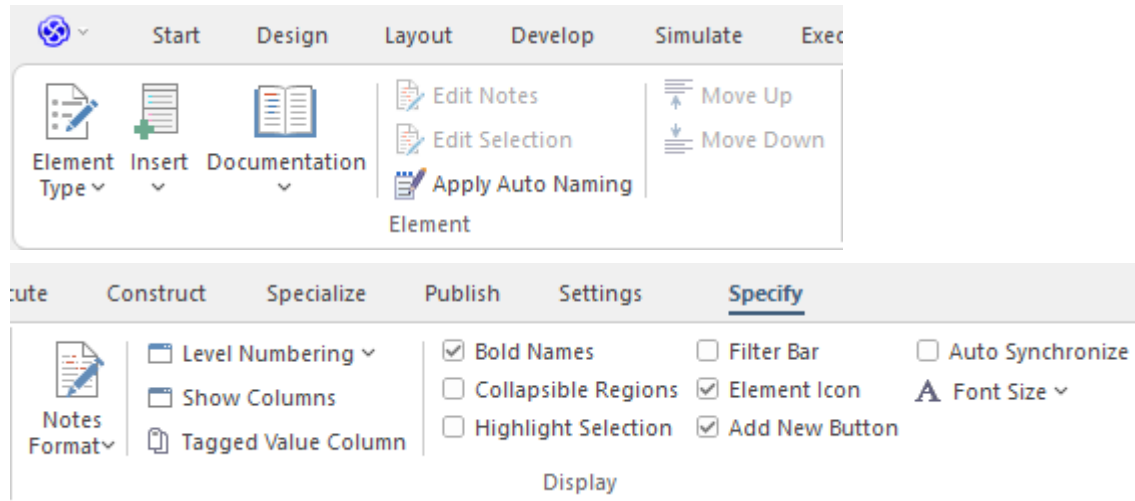 Start Design Layout Develop Simulate Exec
Element Type
Insert
Documentation
Edit Notes
Edit Selection
Apply Auto Naming
Move Up
Move Down
Element
cute Construct Specialize Publish Settings Specify
Notes Format
Level Numbering
Show Columns
Tagged Value Column
Bold Names
Collapsible Regions
Highlight Selection
Filter Bar
Element Icon
Add New Button
Auto Synchronize
A Font Size
Display